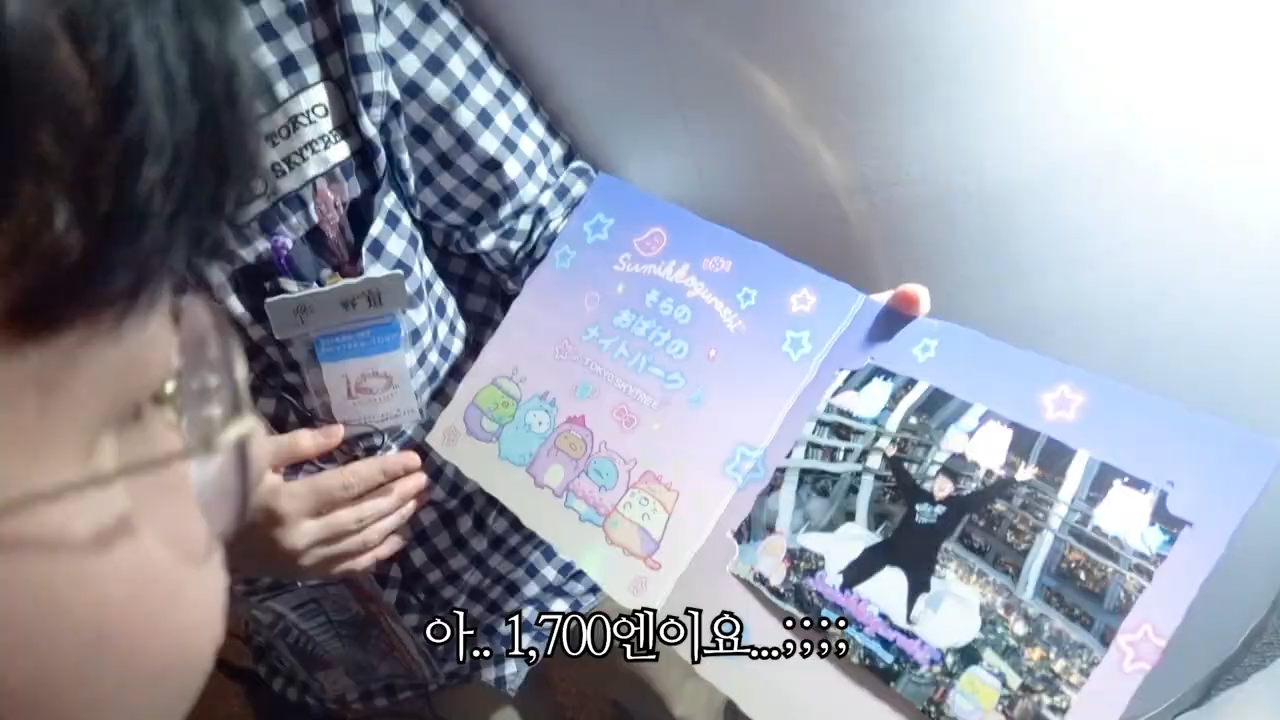 TOKYO
SKYTREE
Sumikkogurashi
そらの
おばけの
ナイトパーク
TOKYO SKYTREE
아.. 1,700엔이요...;;;;